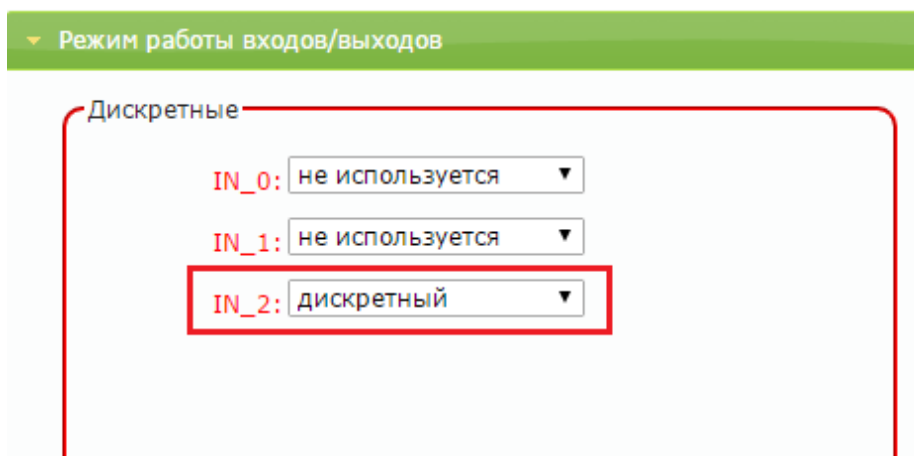 Режим работы входов/выходов
Дискретные
IN_0: не используется
IN_1: не используется
IN_2: дискретный